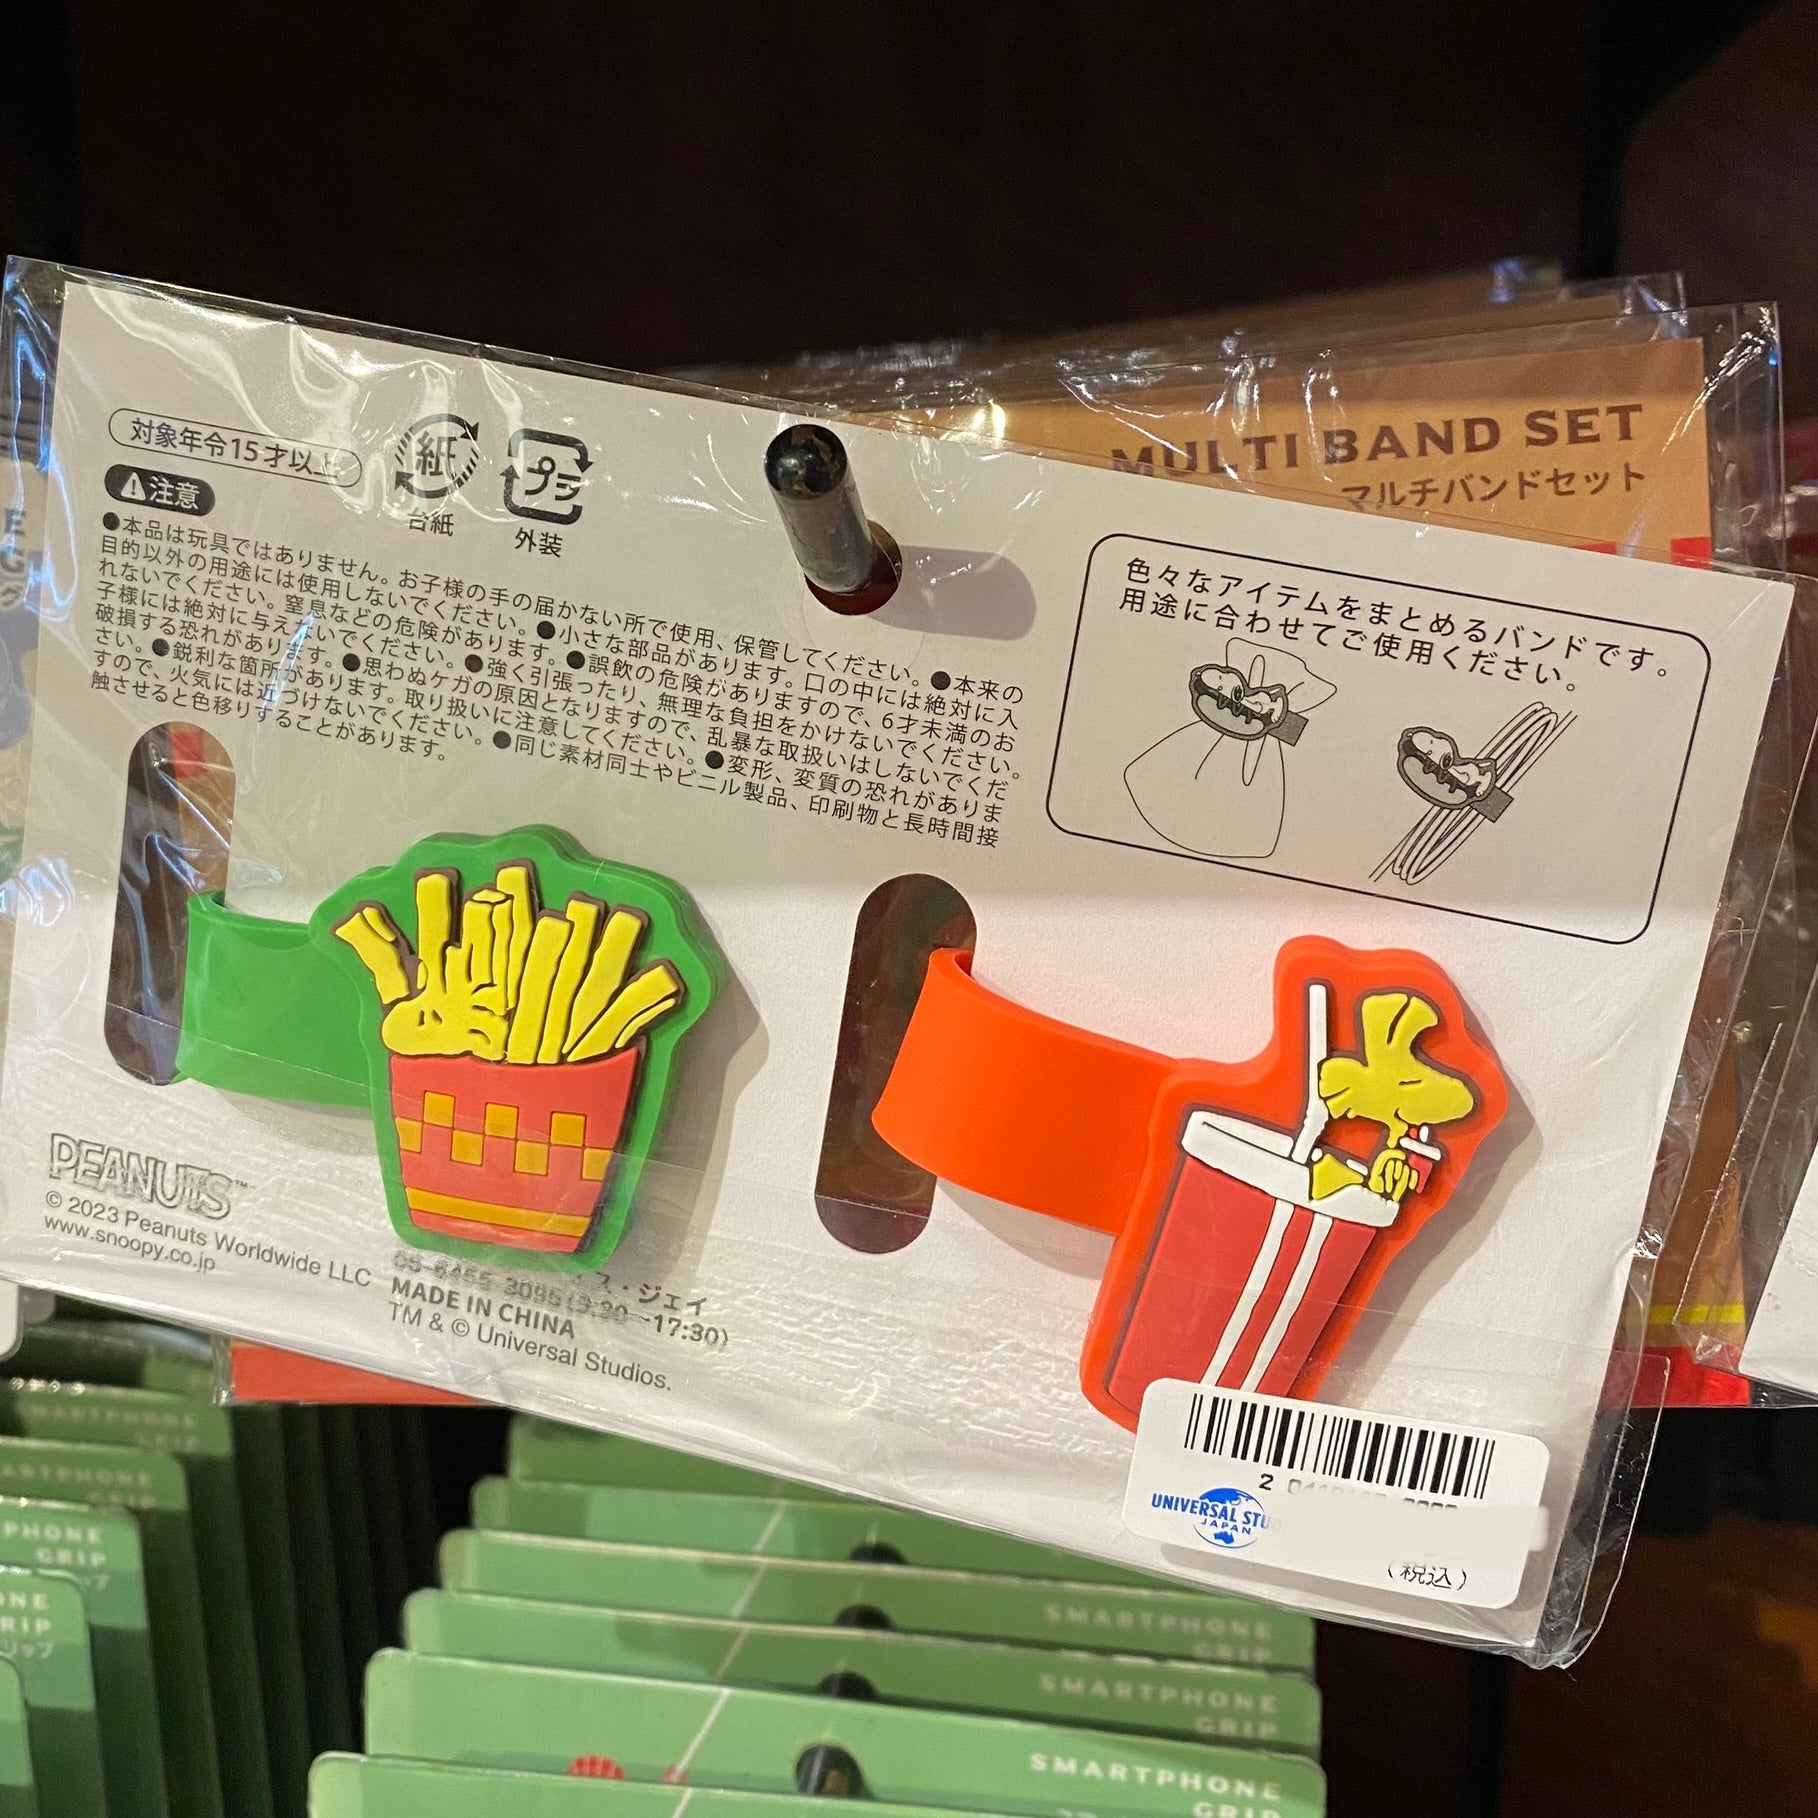 対象年令15才以上
紙
台紙
プラ
外装
注意
●本品は玩具ではありません。お子様の手の届かない所で使用、保管してください。●本来の
目的以外の用途には使用しないでください。●小さな部品があります。口の中には絶対に入
れないでください。窒息などの危険があります。●誤飲の危険がありますので、6才未満のお
子様には絶対に与えないでください。●強く引張ったり、無理な負担をかけないでください。
破損する恐れがあります。●思わぬケガの原因となりますので、乱暴な取扱いはしないでくだ
さい。●鋭利な箇所があります。取り扱いに注意してください。●変形、変質の恐れがありま
すので、火気には近づけないでください。●同じ素材同士やビニル製品、印刷物と長時間接
触させると色移りすることがあります。
MULTI BAND SET
マルチバンドセット
色々なアイテムをまとめるバンドです。
用途に合わせてご使用ください。
PEANUTS™
© 2023 Peanuts Worldwide LLC
www.snoopy.co.jp
ス・ジェイ
06-6455-3095(9:30〜17:30)
MADE IN CHINA
TM & © Universal Studios.
2
UNIVERSAL STU
JAPAN
(税込)
SMARTPHONE
GRIP
SMARTPHONE
GRIP
SMARTPHONE
GRIP